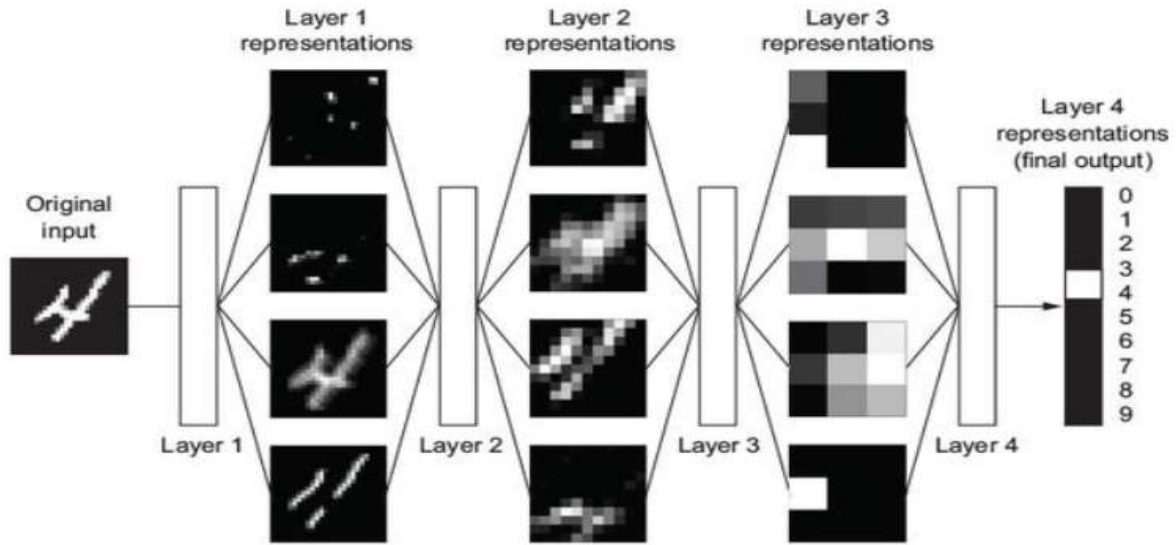 Layer 1
representations
Layer 2
representations
Layer 3
representations
Layer 4
representations
(final output)
Original
input
0
1
2
3
4
5
6
7
8
9
Layer 1
Layer 2
Layer 3
Layer 4